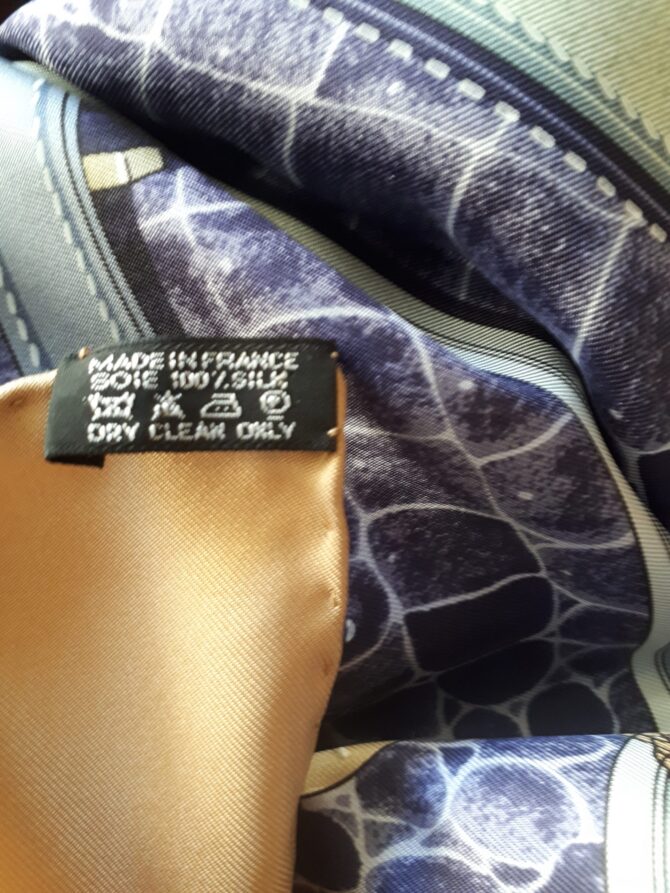 MADE IN FRANCE
SOIE 100% SILK
DRY CLEAN ONLY